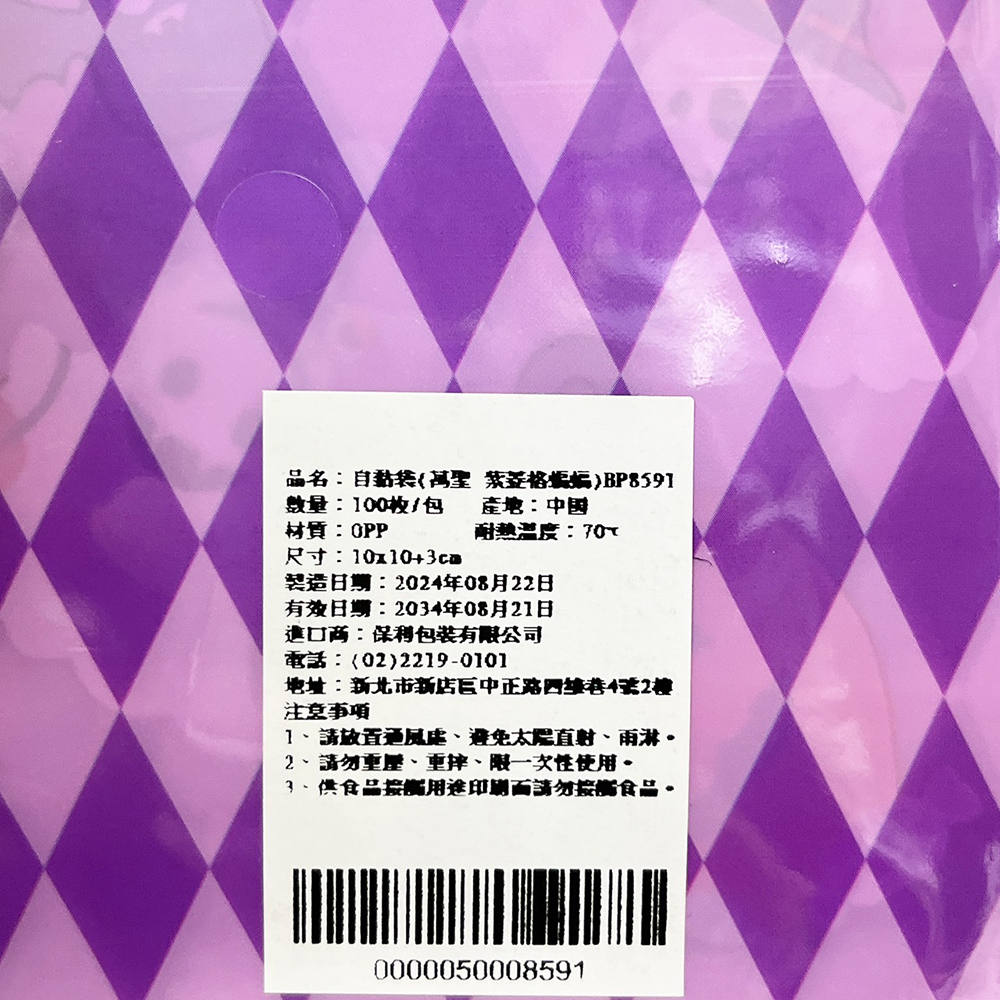 品名：自黏袋(萬聖 紫菱格蝙蝠)BP8591
數量：100枚/包 產地：中國
材質：OPP 耐熱溫度：70℃
尺寸：10x10+3cm
製造日期：2024年08月22日
有效日期：2034年08月21日
進口商：保利包裝有限公司
電話：(02)2219-0101
地址：新北市新店區中正路四維巷4號2樓
注意事項
1、請放置通風處、避免太陽直射、雨淋。
2、請勿重壓、重摔、限一次性使用。
3、供食品接觸用途印刷面請勿接觸食品。
0000050008591